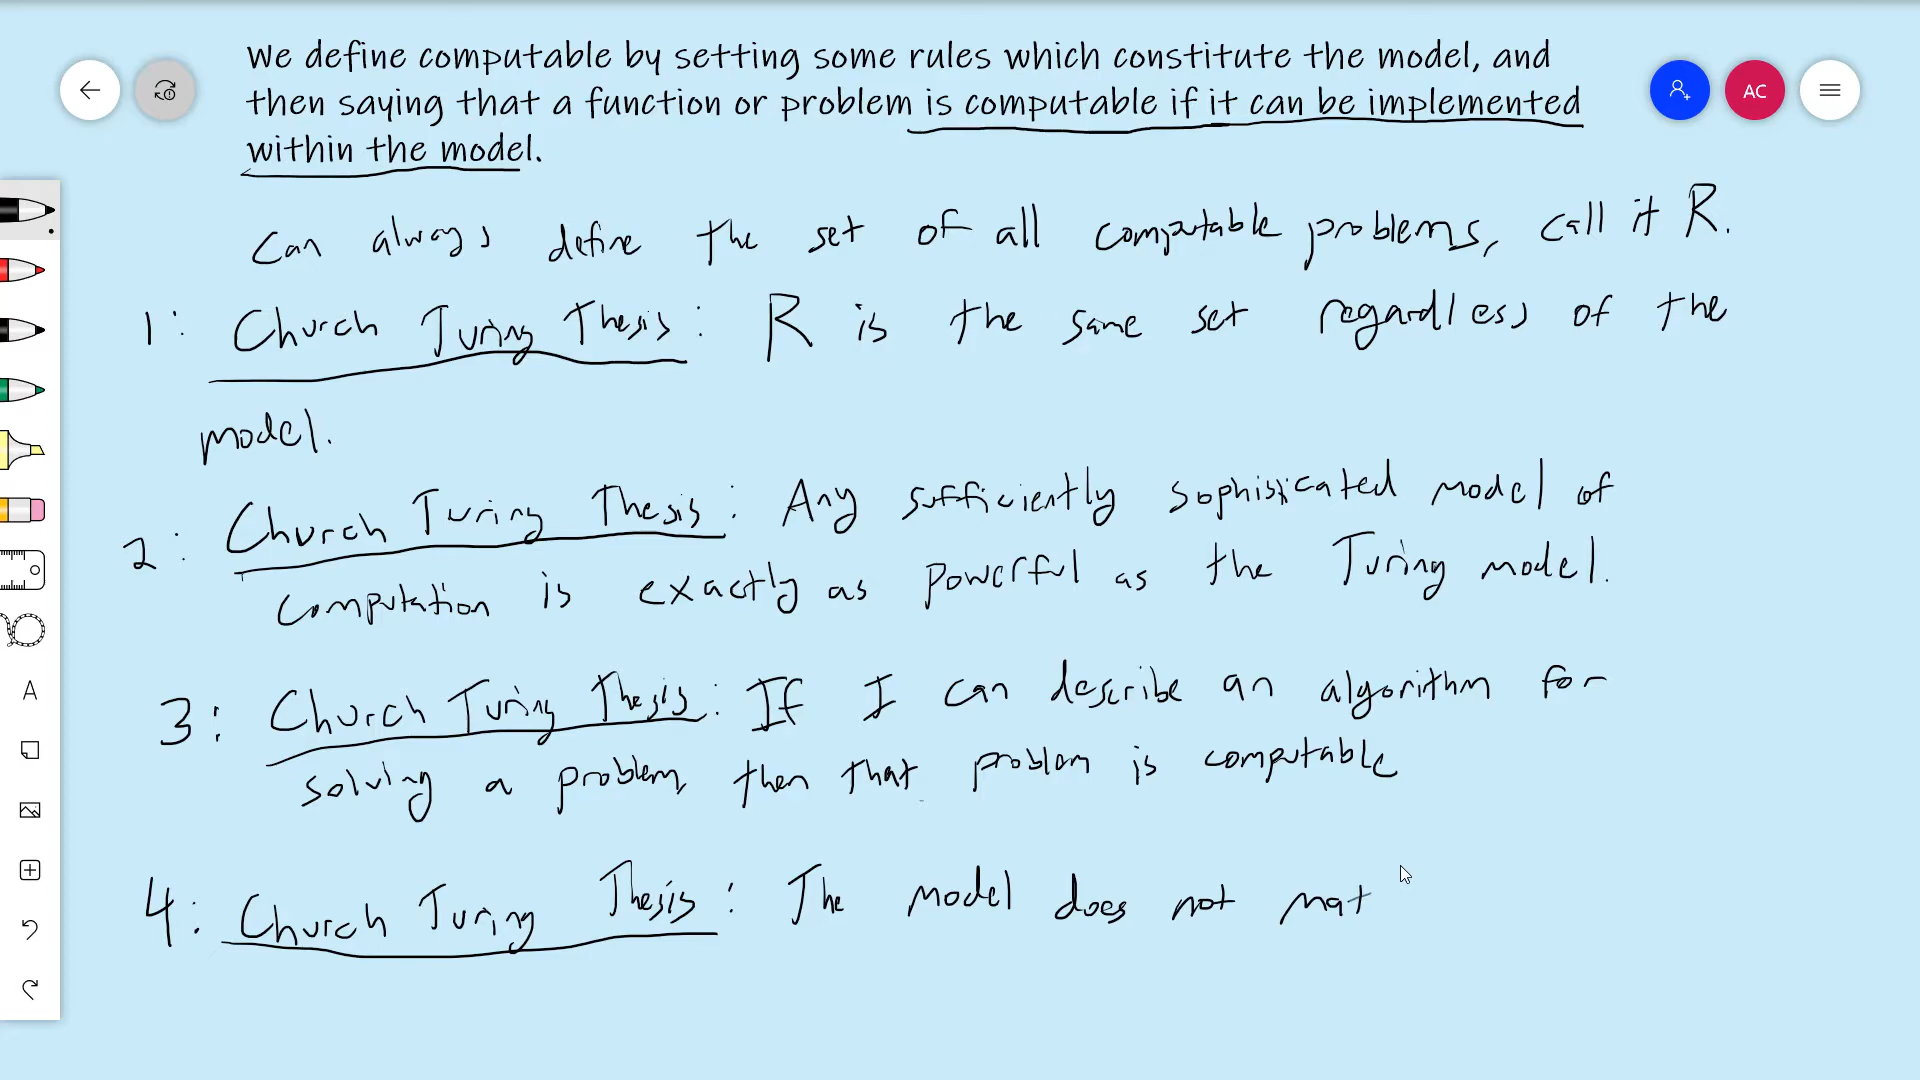 We define computable by setting some rules which constitute the model, and
then saying that a function or problem is computable if it can be implemented
within the model.
AC
Can always define the set of all computable problems, call it R.
1: Church Turing Thesis: R is the same set regardless of the
model.
2: Church Turing Thesis: Any sufficiently sophisticated model of
computation is exactly as powerful as the Turing model.
3: Church Turing Thesis: If I can describe an algorithm for
solving a problem, then that problem is computable
A
4: Church Turing Thesis: The model does not mat